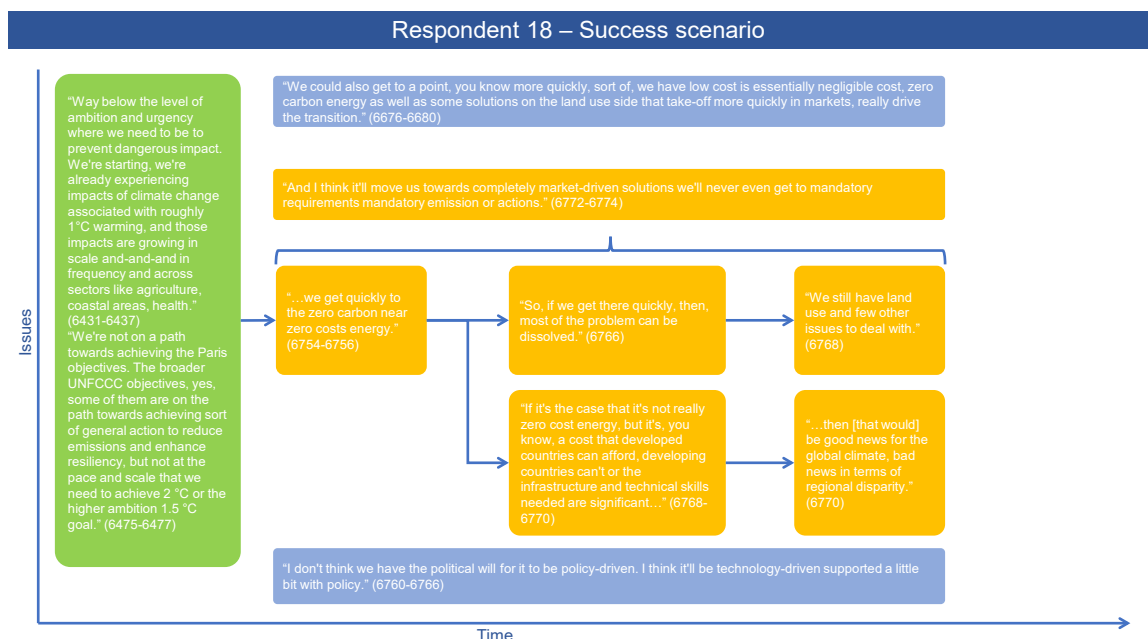 Respondent 18 – Success scenario
“Way below the level of
ambition and urgency
where we need to be to
prevent dangerous impact.
We're starting, we're
already experiencing
impacts of climate change
associated with roughly
1°C warming, and those
impacts are growing in
scale and-and-and in
frequency and across
sectors like agriculture,
coastal areas, health.”
(6431-6437)
“We're not on a path
towards achieving the Paris
objectives. The broader
UNFCCC objectives, yes,
some of them are on the
path towards achieving sort
of general action to reduce
emissions and enhance
resiliency, but not at the
pace and scale that we
need to achieve 2 °C or the
higher ambition 1.5 °C
goal.” (6475-6477)
“We could also get to a point, you know more quickly, sort of, we have low cost is essentially negligible cost, zero
carbon energy as well as some solutions on the land use side that take-off more quickly in markets, really drive
the transition.” (6676-6680)
“And I think it'll move us towards completely market-driven solutions we'll never even get to mandatory
requirements mandatory emission or actions.” (6772-6774)
“…we get quickly to
the zero carbon near
zero costs energy.”
(6754-6756)
“So, if we get there quickly, then,
most of the problem can be
dissolved.” (6766)
“We still have land
use and few other
issues to deal with.”
(6768)
“If it's the case that it's not really
zero cost energy, but it's, you
know, a cost that developed
countries can afford, developing
countries can't or the
infrastructure and technical skills
needed are significant…” (6768-
6770)
“…then [that would]
be good news for the
global climate, bad
news in terms of
regional disparity.”
(6770)
“I don't think we have the political will for it to be policy-driven. I think it'll be technology-driven supported a little
bit with policy.” (6760-6766)
Issues
Time